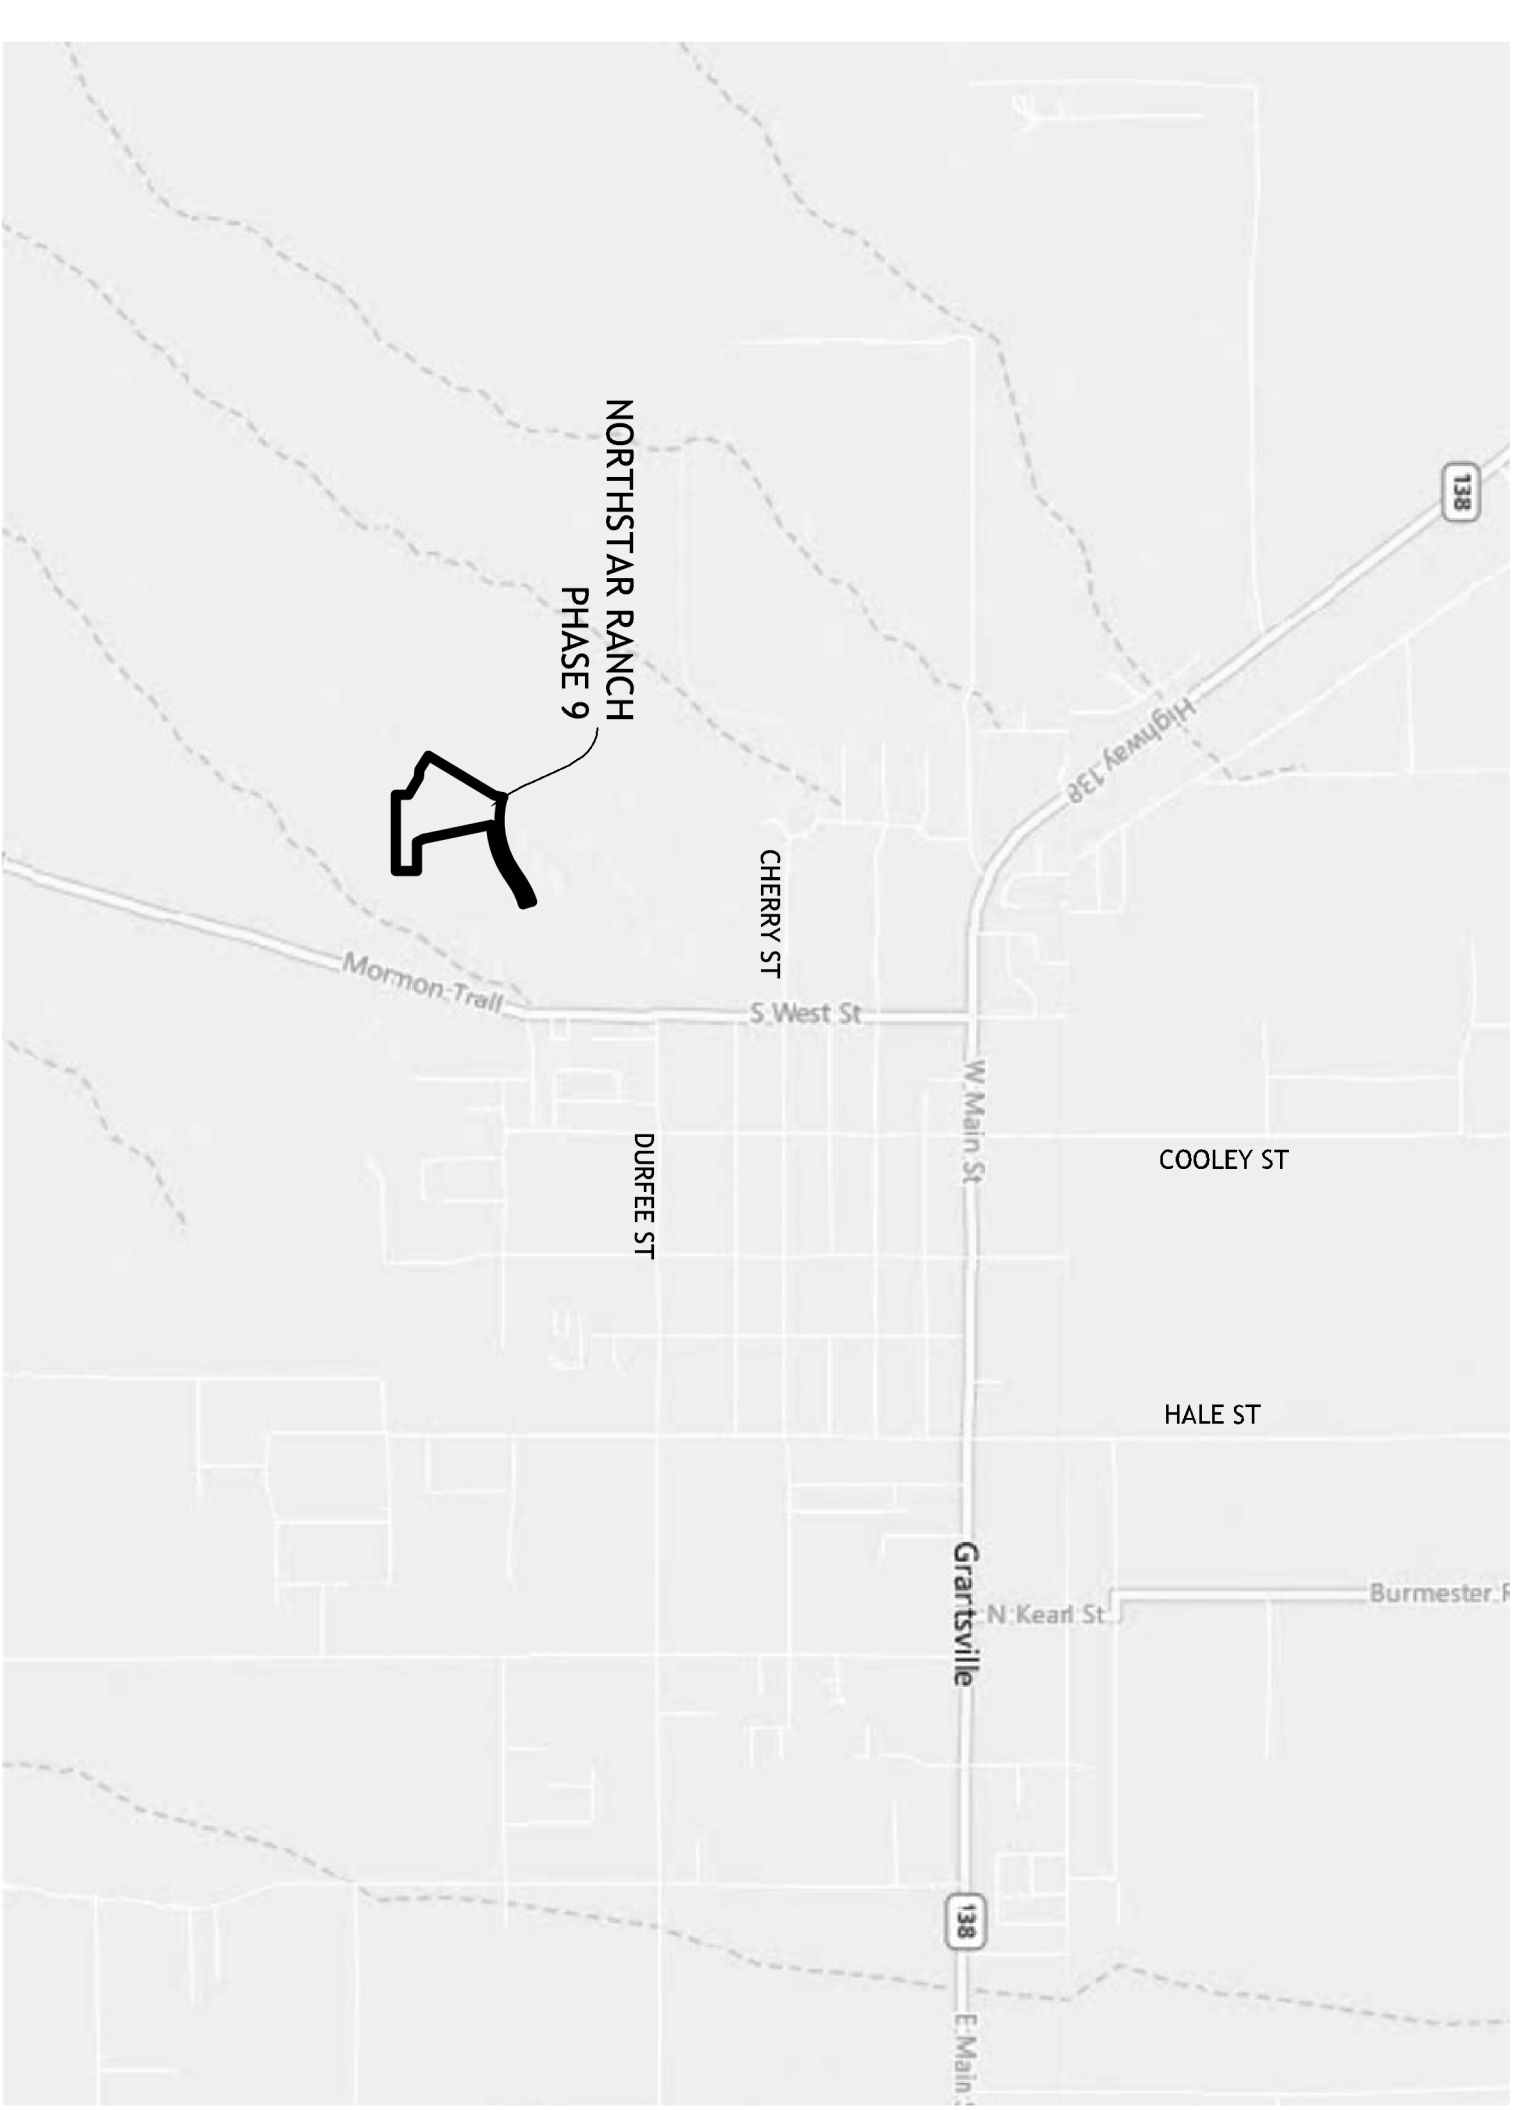 138
Highway 138
NORTHSTAR RANCH
PHASE 9
CHERRY ST
Mormon Trail
S West St
W Main St
COOLEY ST
DURFEE ST
HALE ST
Grantsville
N Kearl St
Burmester R
138
E Main S